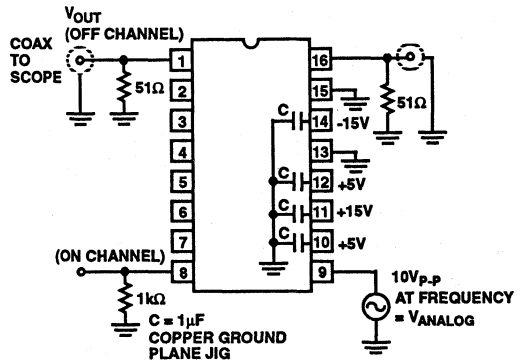 VOUT
(OFF CHANNEL)
COAX
TO
SCOPE
51Ω
1
2
3
4
5
6
7
8
16
15
14
13
12
11
10
9
51Ω
C
-15V
C
+5V
C
+15V
C
+5V
(ON CHANNEL)
1kΩ
C = 1μF
COPPER GROUND
PLANE JIG
10VP-P
AT FREQUENCY
= VANALOG